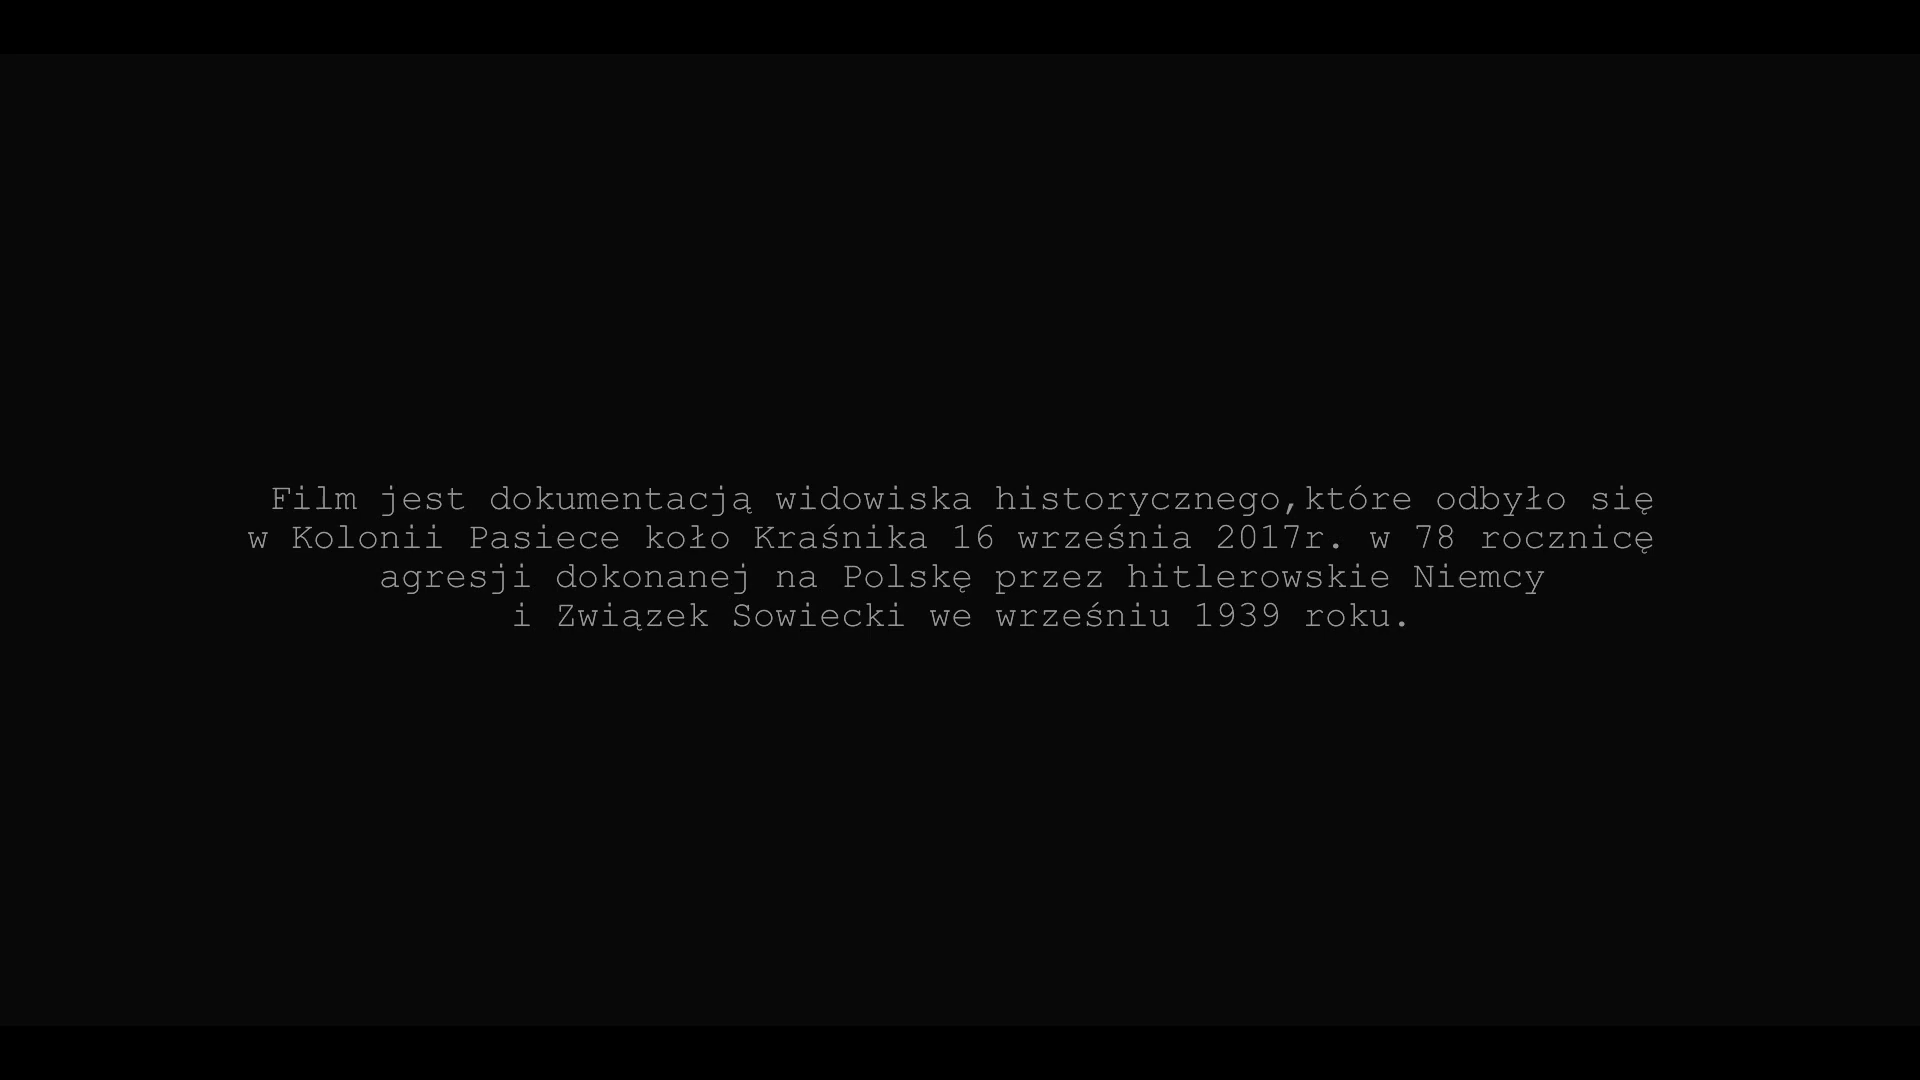 Film jest dokumentacją widowiska historycznego,które odbyło się
w Kolonii Pasiece koło Kraśnika 16 września 2017r. w 78 rocznicę
agresji dokonanej na Polskę przez hitlerowskie Niemcy
i Związek Sowiecki we wrześniu 1939 roku.